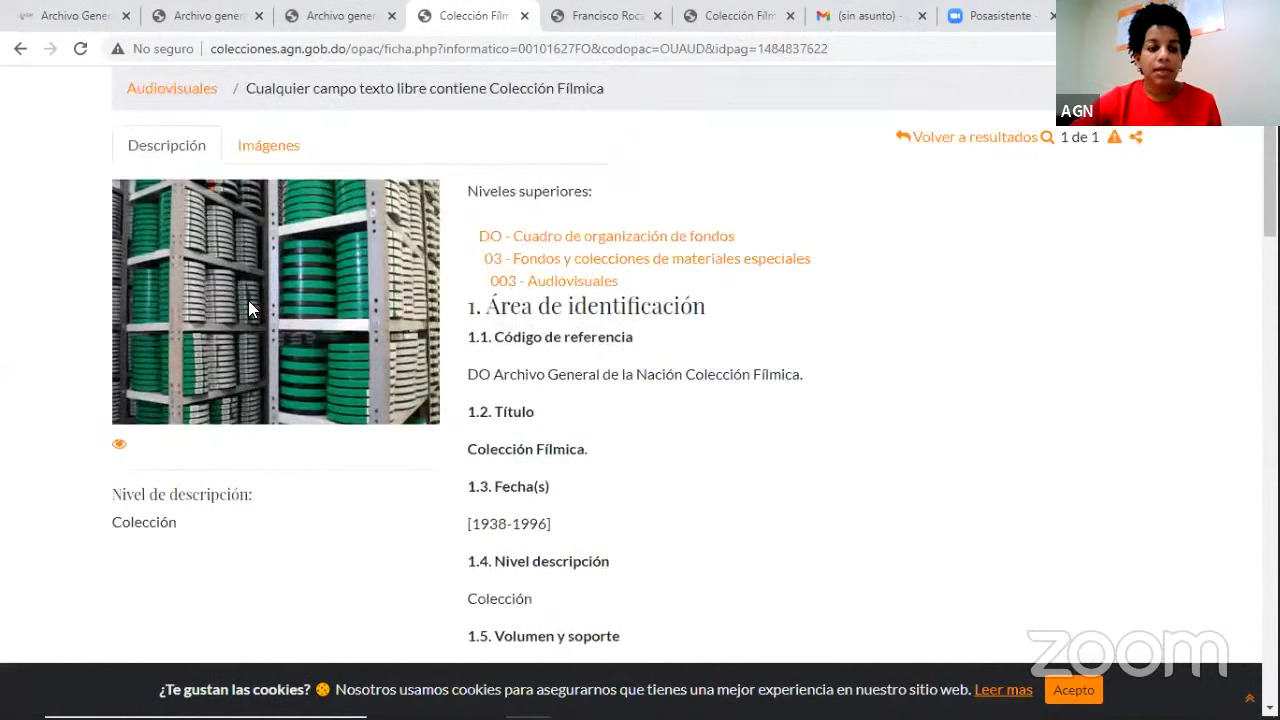 Archivo Gener
Archivo gener
Archivo gener
Colección Fílm
Francisco Roca
Colección Fílm
(sin asunto) -
Posasistente -
No seguro
colecciones.agn.gob.do/opac/ficha.php?informatico=00101627FO&codopac=OUAUD&idpag=1484837622
AGN
Audiovisuales / Cualquier campo texto libre contiene Colección Fílmica
Descripción
Imágenes
Volver a resultados
1 de 1
Niveles superiores:
DO - Cuadro de organización de fondos
03 - Fondos y colecciones de materiales especiales
003 - Audiovisuales
1. Área de identificación
1.1. Código de referencia
DO Archivo General de la Nación Colección Fílmica.
1.2. Título
Colección Fílmica.
1.3. Fecha(s)
[1938-1996]
1.4. Nivel descripción
Colección
1.5. Volumen y soporte
Nivel de descripción:
Colección
zoom
¿Te gustan las cookies? Nosotros usamos cookies para asegurarnos que tienes una mejor experiencia en nuestro sitio web. Leer mas
Acepto